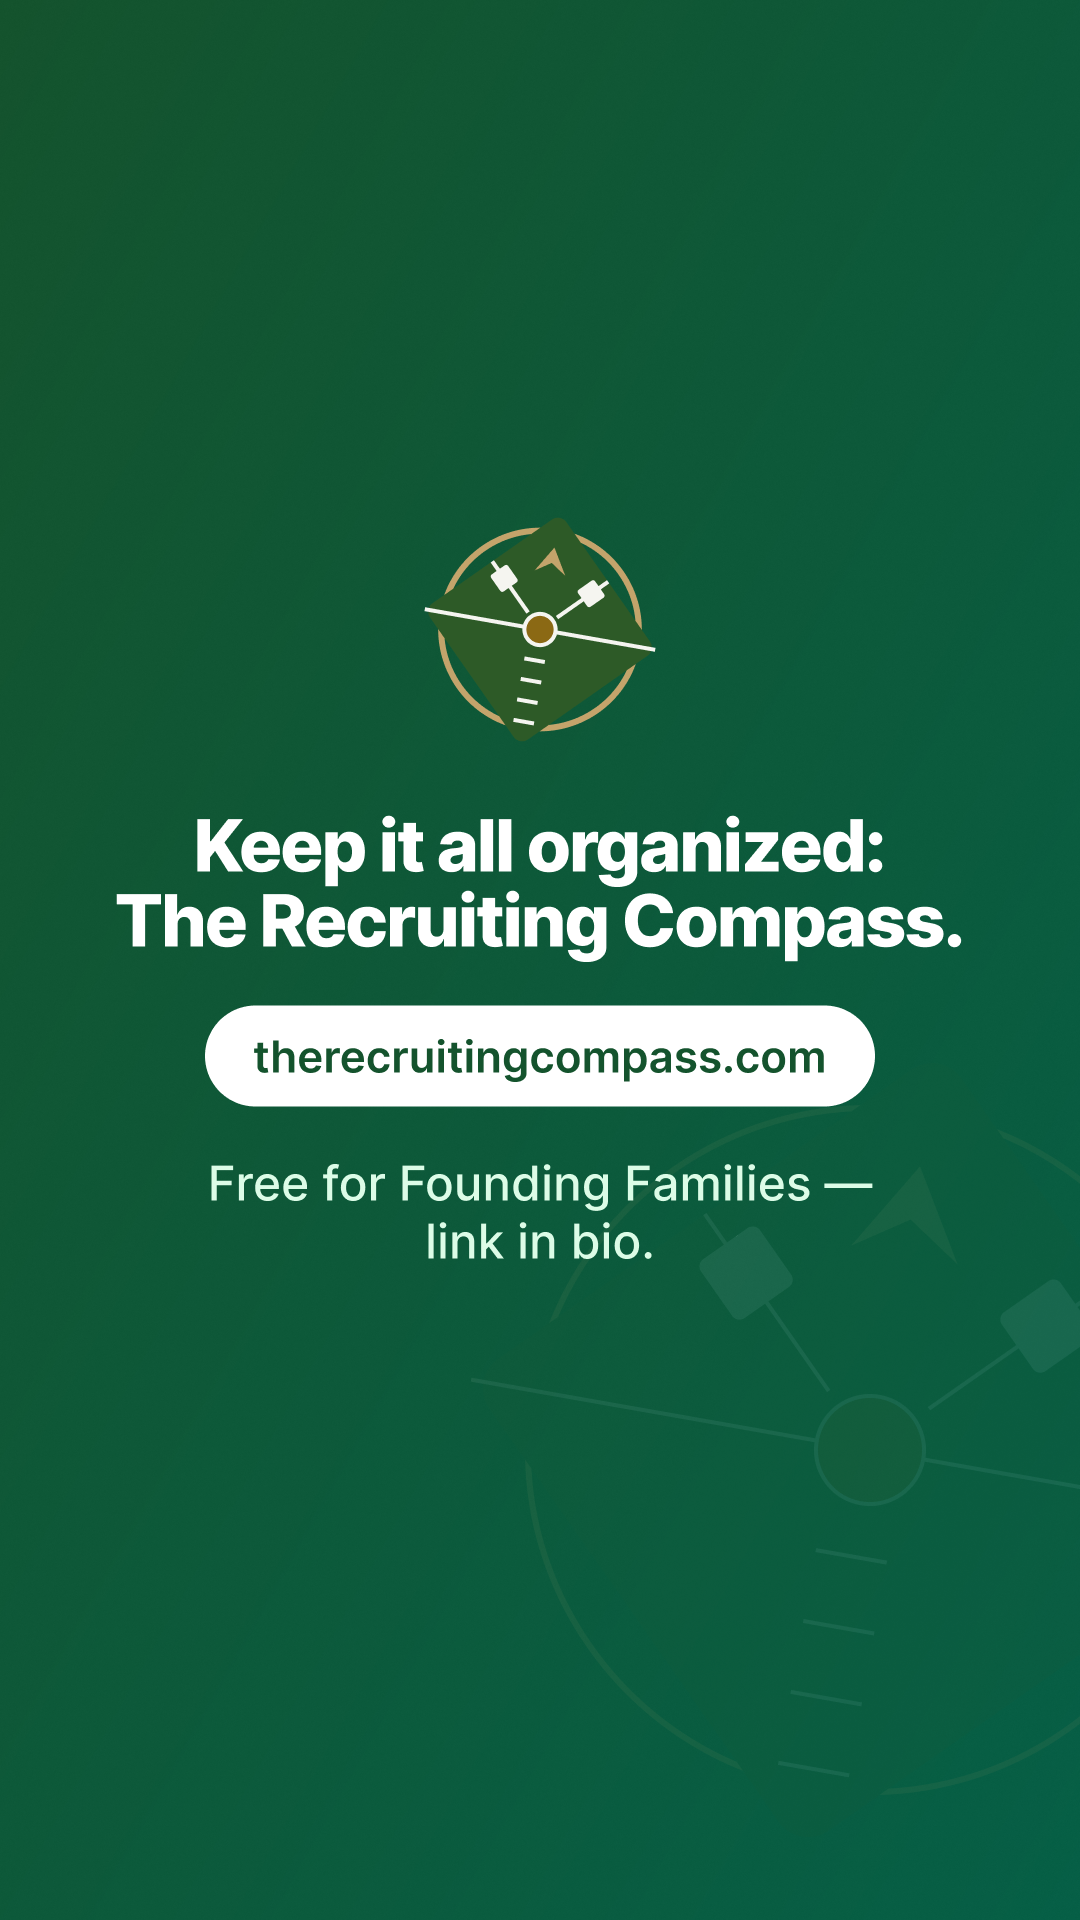 Keep it all organized:
The Recruiting Compass.
therecruitingcompass.com
Free for Founding Families —
link in bio.